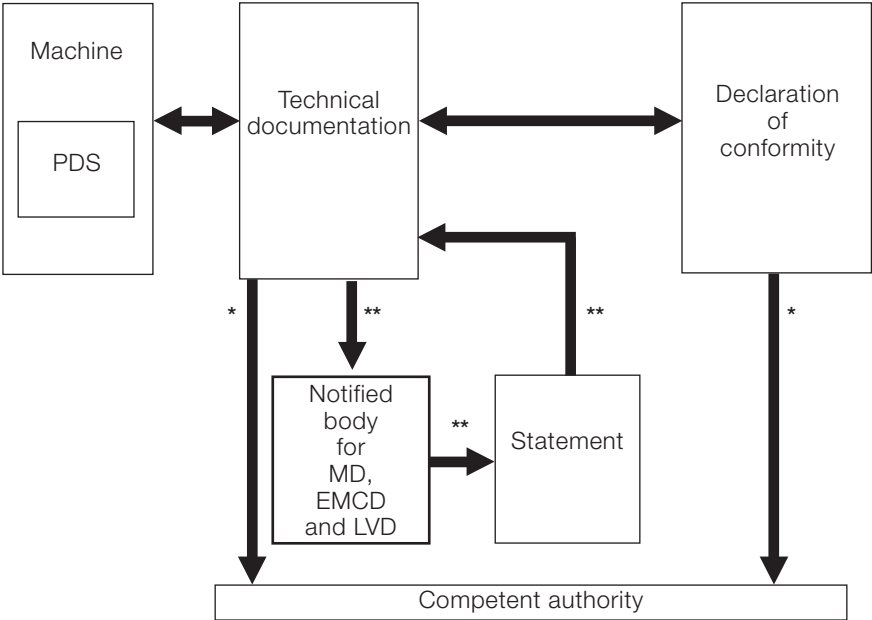 Machine
PDS
Technical
documentation
Declaration
of
conformity
*
**
**
*
Notified
body
for
MD,
EMCD
and LVD
**
Statement
Competent authority